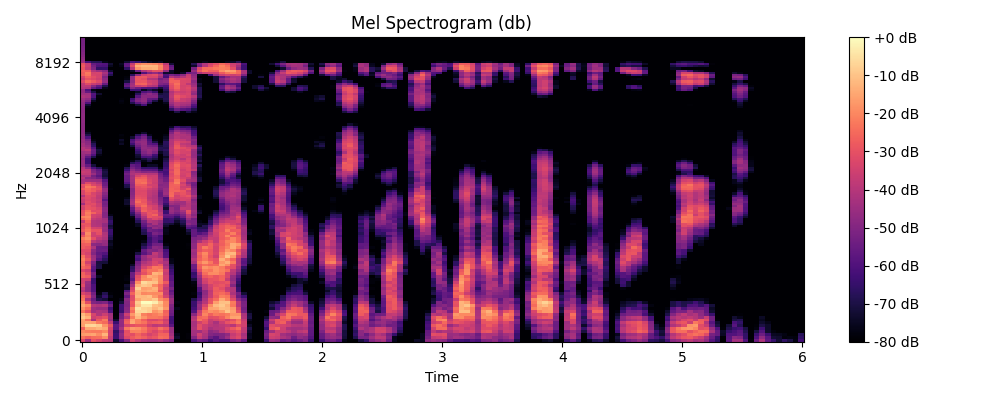 Mel Spectrogram (db)
Hz
8192
4096
2048
1024
512
0
0 1 2 3 4 5 6
Time
+0 dB
-10 dB
-20 dB
-30 dB
-40 dB
-50 dB
-60 dB
-70 dB
-80 dB